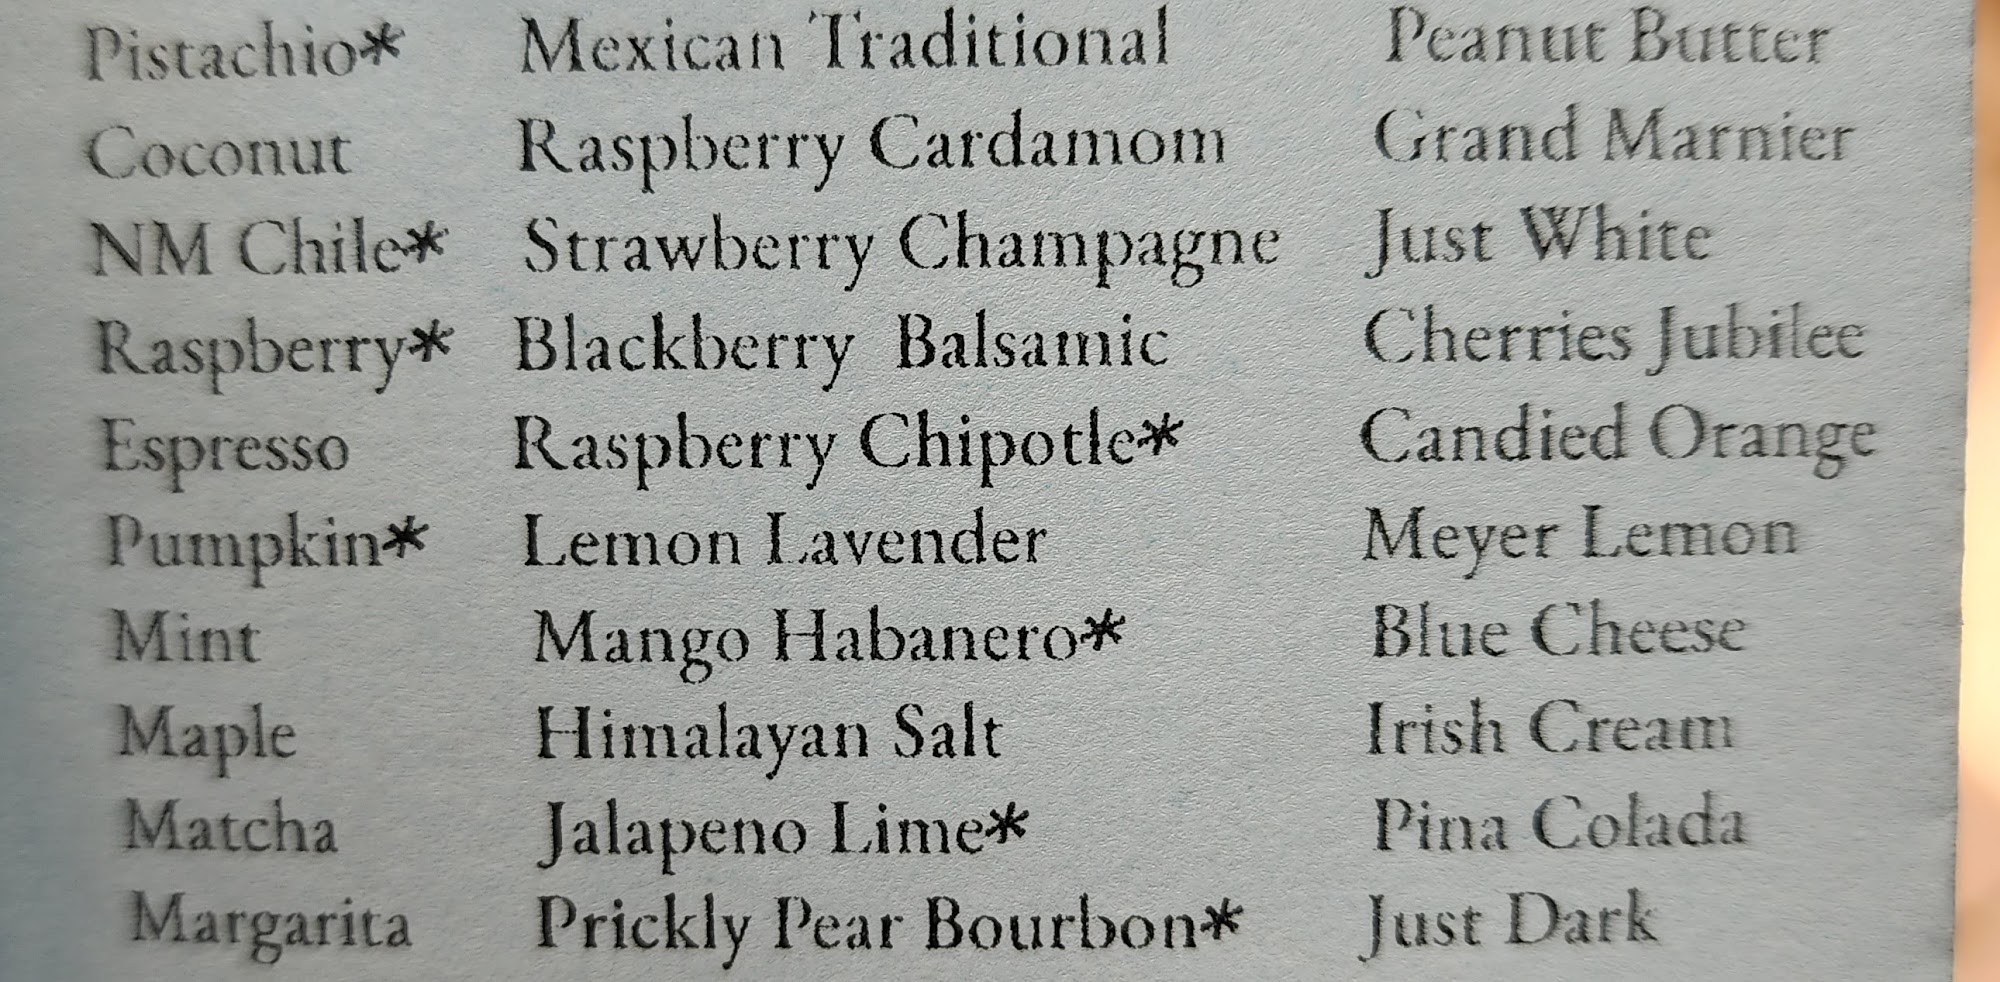 Pistachio* Mexican Traditional Peanut Butter
Coconut Raspberry Cardamom Grand Marnier
NM Chile* Strawberry Champagne Just White
Raspberry* Blackberry Balsamic Cherries Jubilee
Espresso Raspberry Chipotle* Candied Orange
Pumpkin* Lemon Lavender Meyer Lemon
Mint Mango Habanero* Blue Cheese
Maple Himalayan Salt Irish Cream
Matcha Jalapeno Lime* Pina Colada
Margarita Prickly Pear Bourbon* Just Dark